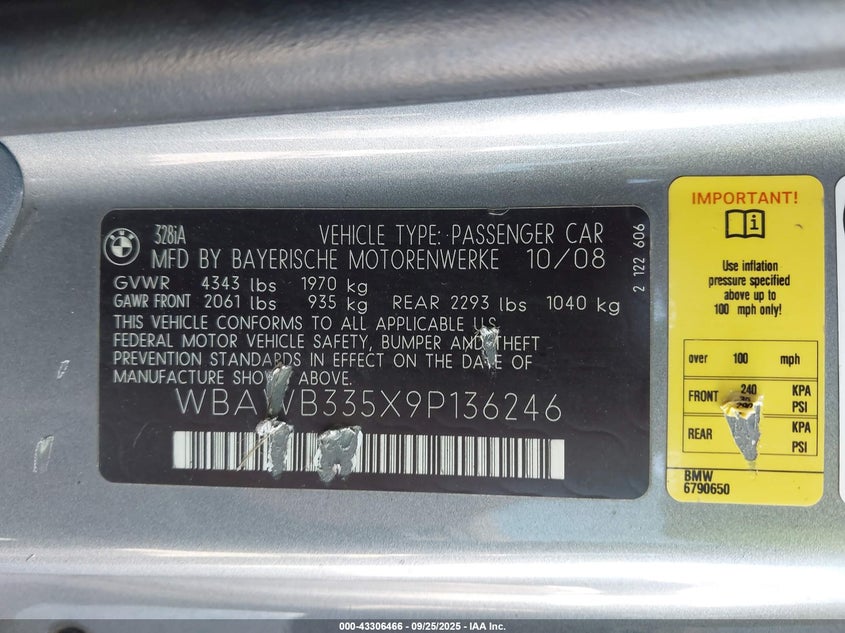 BMW
328iA
VEHICLE TYPE: PASSENGER CAR
MFD BY BAYERISCHE MOTORENWERKE 10/08
GVWR 4343 lbs 1970 kg
GAWR FRONT 2061 lbs 935 kg REAR 2293 lbs 1040 kg
THIS VEHICLE CONFORMS TO ALL APPLICABLE U.S.
FEDERAL MOTOR VEHICLE SAFETY, BUMPER AND THEFT
PREVENTION STANDARDS IN EFFECT ON THE DATE OF
MANUFACTURE SHOWN ABOVE.
WBAWB335X9P136246
2 122 606
IMPORTANT!
Use inflation
pressure specified
above up to
100 mph only!
over 100 mph
FRONT 240 KPA
PSI
REAR KPA
PSI
BMW
6790650
000-43306466 - 09/25/2025 - IAA Inc.